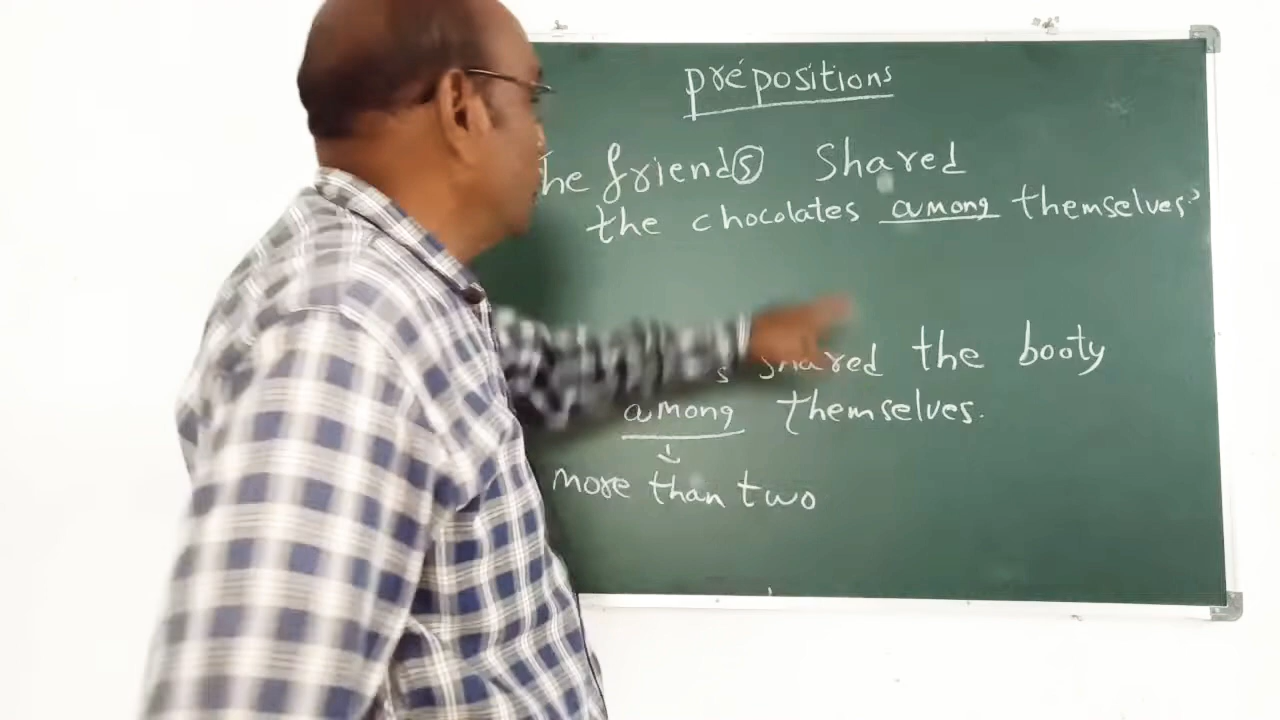 prepositions
The friends shared
the chocolates among themselves.
shared the booty
among themselves.
more than two